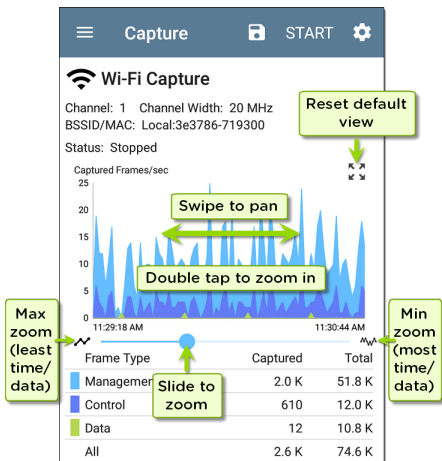 Capture START
Wi-Fi Capture
Channel: 1 Channel Width: 20 MHz
BSSID/MAC: Local:3e3786-719300
Reset default
view
Status: Stopped
Captured Frames/sec
25
20
15
10
5
0
Swipe to pan
Double tap to zoom in
11:29:18 AM 11:30:44 AM
Max
zoom
(least
time/
data)
Min
zoom
(most
time/
data)
Slide to
zoom
Frame Type Captured Total
Managemen 2.0 K 51.8 K
Control 610 12.0 K
Data 12 10.8 K
All 2.6 K 74.6 K